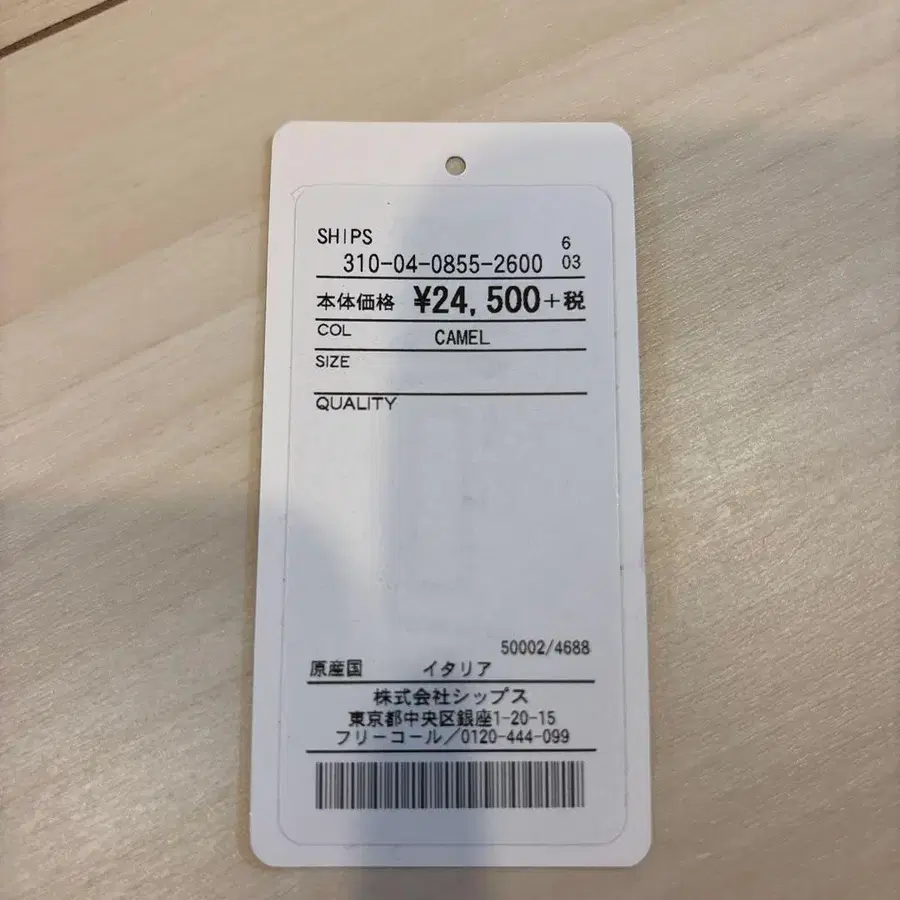 SHIPS
6
310-04-0855-2600 03
本体価格 ¥24,500+税
COL CAMEL
SIZE
QUALITY
50002/4688
原産国 イタリア
株式会社シップス
東京都中央区銀座1-20-15
フリーコール/0120-444-099